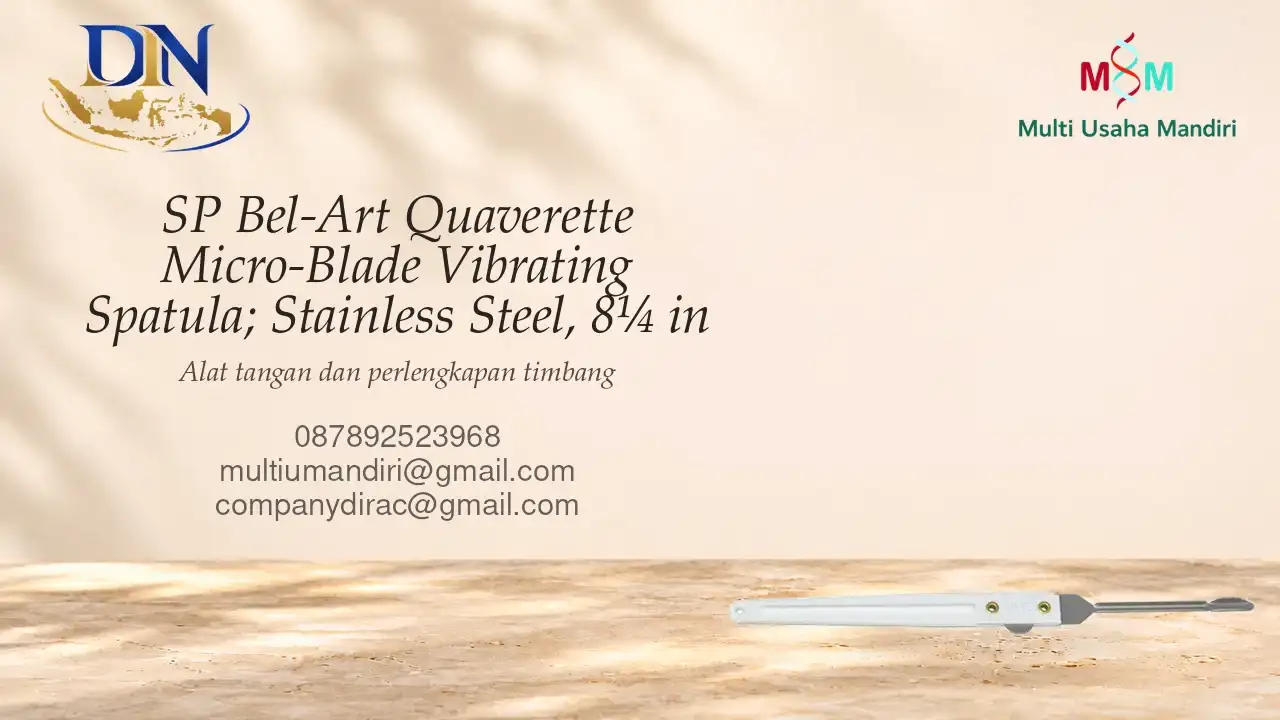 DIN
M M
Multi Usaha Mandiri
SP Bel-Art Quaverette
Micro-Blade Vibrating
Spatula; Stainless Steel, 8¼ in
Alat tangan dan perlengkapan timbang
087892523968
multiumandiri@gmail.com
companydirac@gmail.com